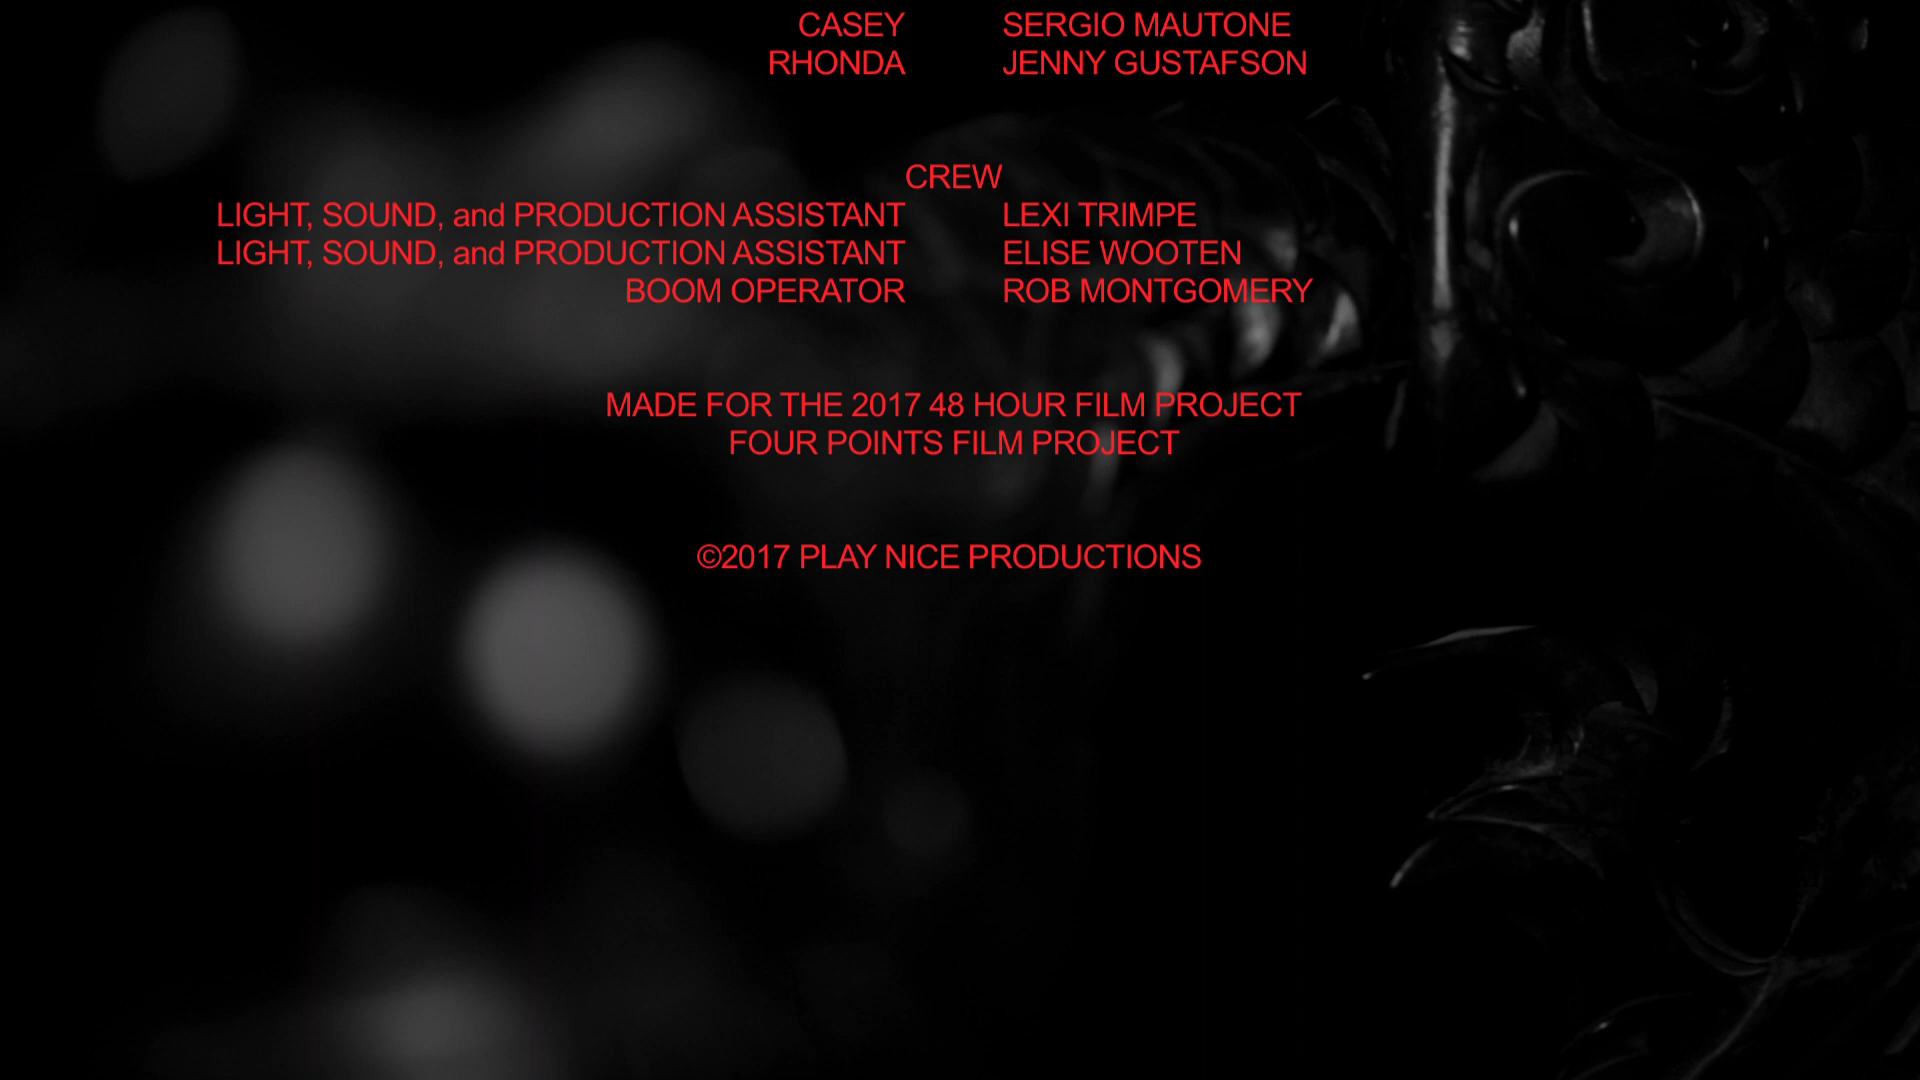 CASEY SERGIO MAUTONE
RHONDA JENNY GUSTAFSON
CREW
LIGHT, SOUND, and PRODUCTION ASSISTANT LEXI TRIMPE
LIGHT, SOUND, and PRODUCTION ASSISTANT ELISE WOOTEN
BOOM OPERATOR ROB MONTGOMERY
MADE FOR THE 2017 48 HOUR FILM PROJECT
FOUR POINTS FILM PROJECT
©2017 PLAY NICE PRODUCTIONS